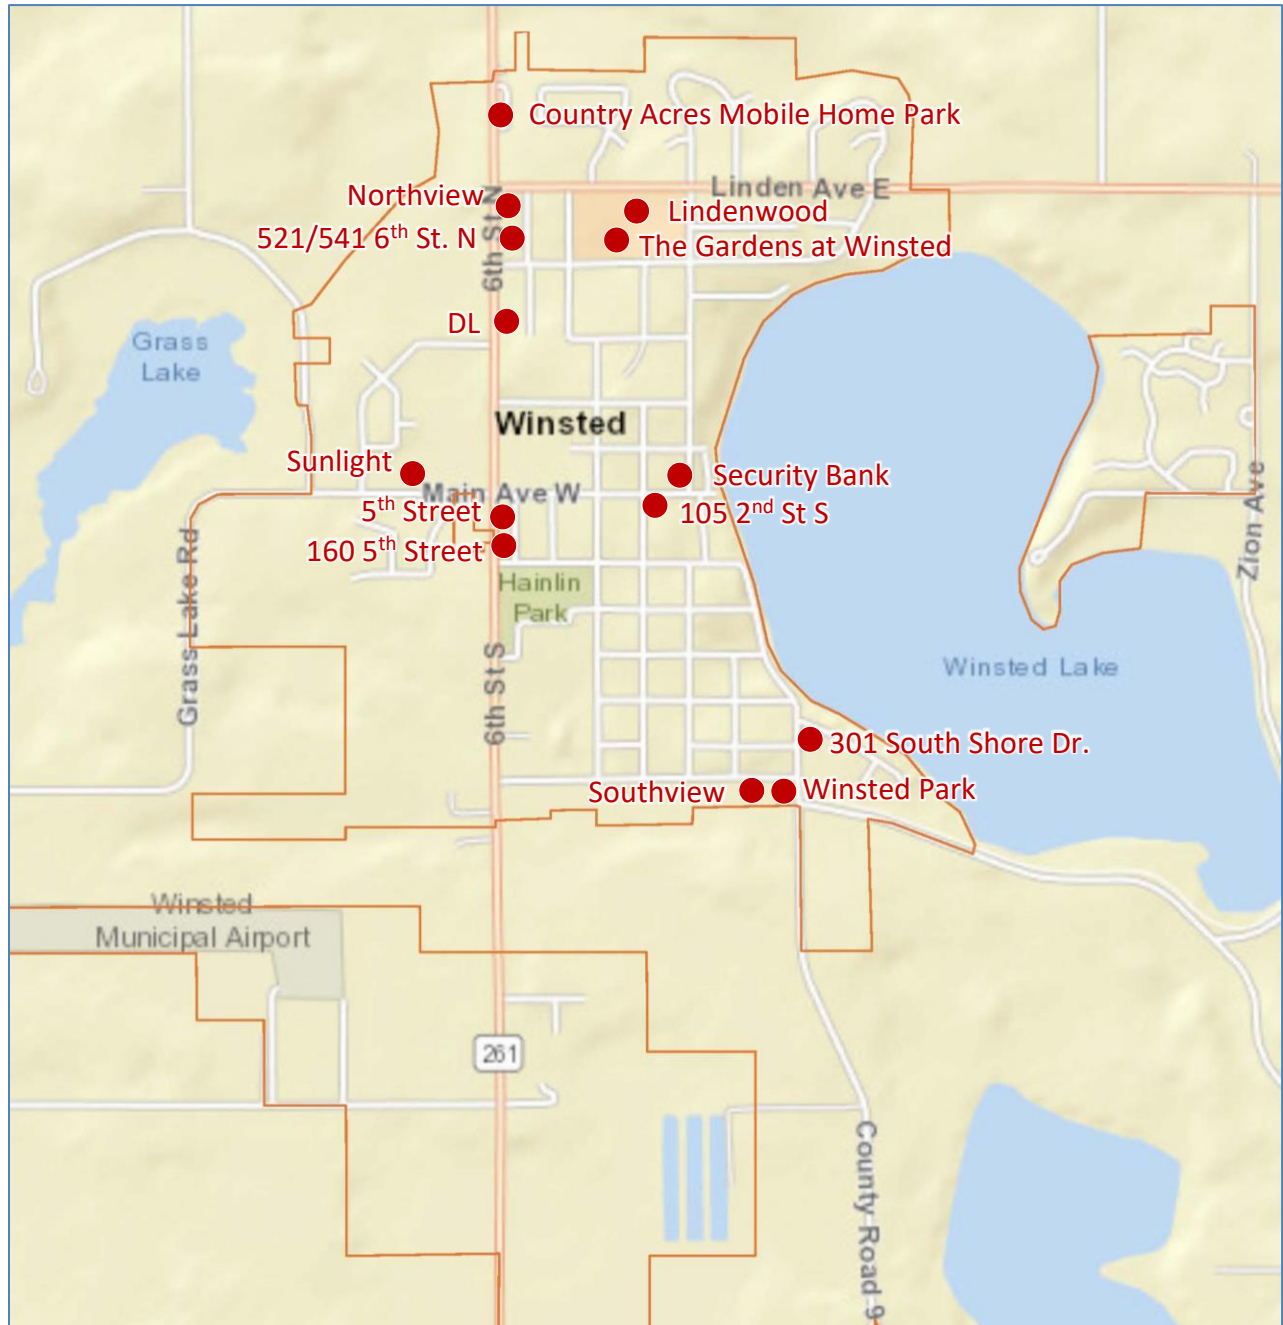 Country Acres Mobile Home Park
Linden Ave E
Northview
Lindenwood
521/541 6th St. N
The Gardens at Winsted
6th St N
DL
Grass
Lake
Winsted
Sunlight
Security Bank
Main Ave W
5th Street
105 2nd St S
160 5th Street
Zion Ave
Hainlin
Park
Grass Lake Rd
Winsted Lake
6th St S
301 South Shore Dr.
Southview
Winsted Park
Winsted
Municipal Airport
261
County Road 9